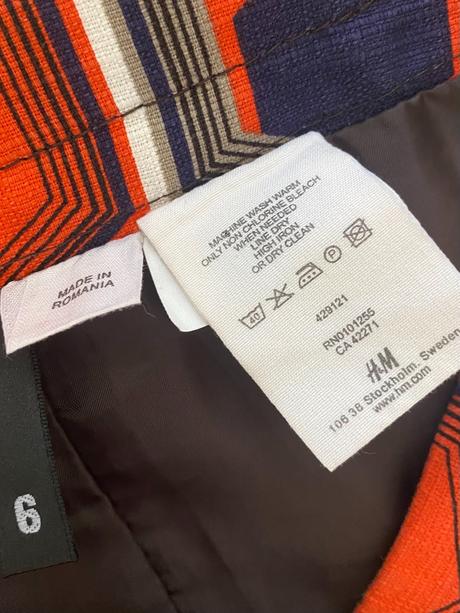 MADE IN
ROMANIA
MACHINE WASH WARM
ONLY NON CHLORINE BLEACH
WHEN NEEDED
LINE DRY
HIGH IRON
OR DRY CLEAN
40
P
429121
RN0101255
CA 42271
H&M
106 38 Stockholm, Sweden
www.hm.com
6